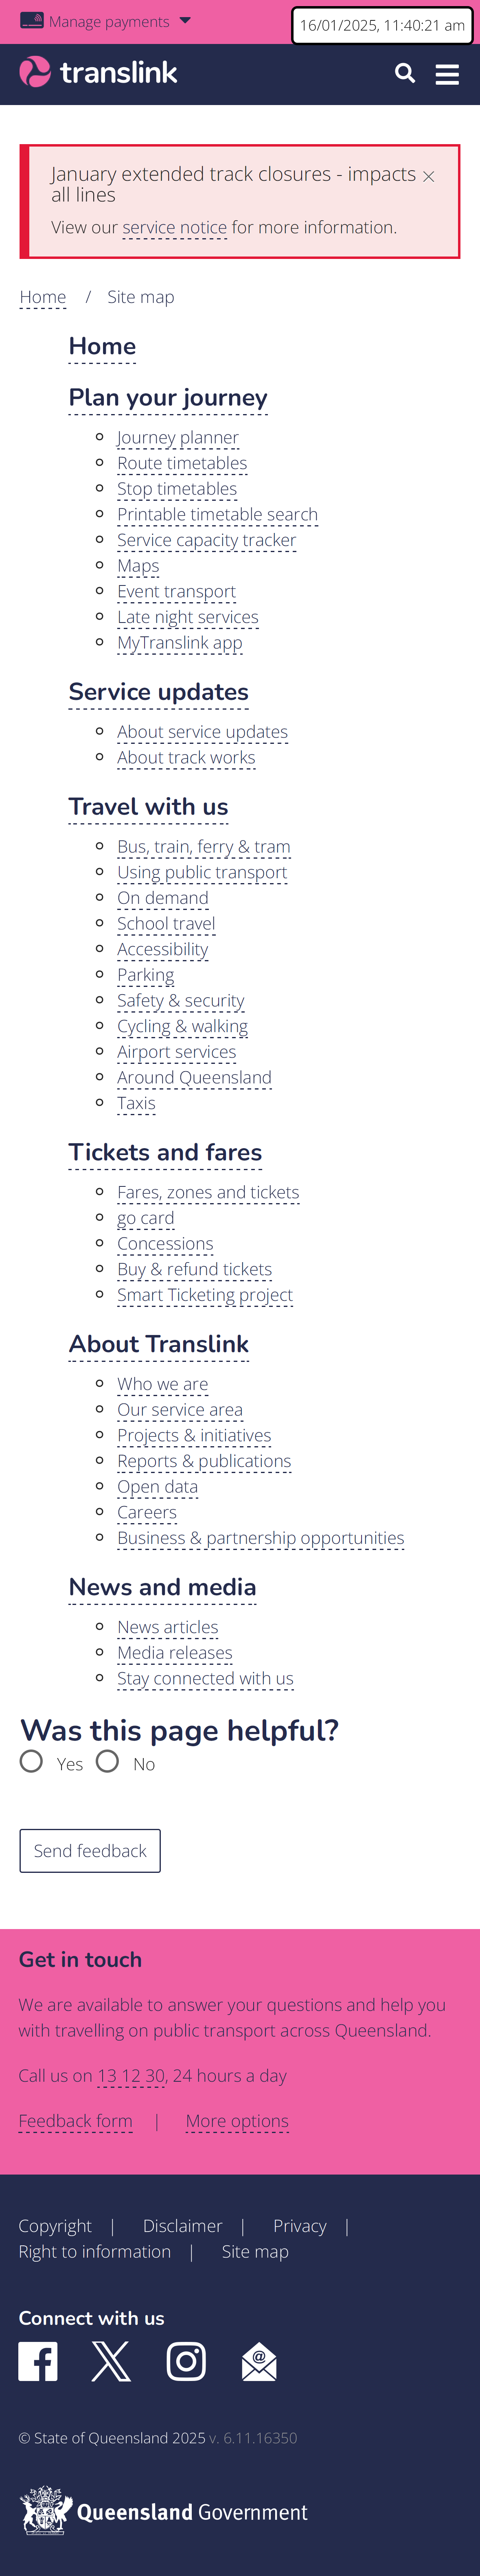 Manage payments
16/01/2025, 11:40:21 am
translink
January extended track closures - impacts
all lines
View our service notice for more information.
Home / Site map
Home
Plan your journey
Journey planner
Route timetables
Stop timetables
Printable timetable search
Service capacity tracker
Maps
Event transport
Late night services
MyTranslink app
Service updates
About service updates
About track works
Travel with us
Bus, train, ferry & tram
Using public transport
On demand
School travel
Accessibility
Parking
Safety & security
Cycling & walking
Airport services
Around Queensland
Taxis
Tickets and fares
Fares, zones and tickets
go card
Concessions
Buy & refund tickets
Smart Ticketing project
About Translink
Who we are
Our service area
Projects & initiatives
Reports & publications
Open data
Careers
Business & partnership opportunities
News and media
News articles
Media releases
Stay connected with us
Was this page helpful?
Yes No
Send feedback
Get in touch
We are available to answer your questions and help you
with travelling on public transport across Queensland.
Call us on 13 12 30, 24 hours a day
Feedback form | More options
Copyright | Disclaimer | Privacy |
Right to information | Site map
Connect with us
© State of Queensland 2025 v. 6.11.16350
Queensland Government